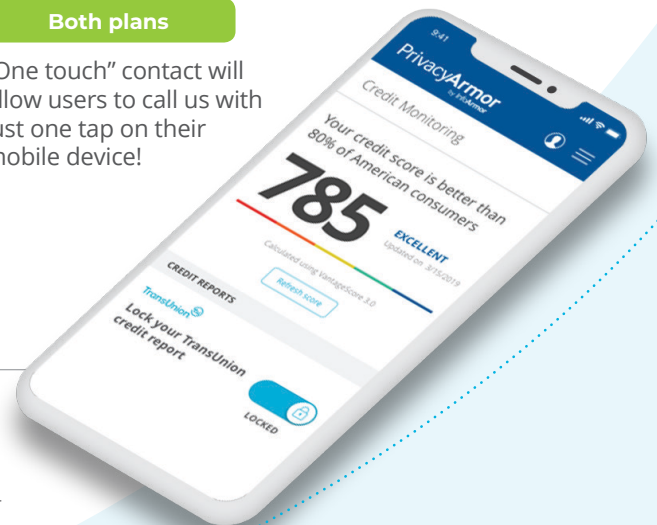 Both plans
One touch” contact will
llow users to call us with
ust one tap on their
nobile device!
9:41
PrivacyArmor
by InfoArmor
Credit Monitoring
Your credit score is better than
80% of American consumers
785
EXCELLENT
Updated on 3/15/2019
Calculated using VantageScore 3.0
Refresh score
CREDIT REPORTS
TransUnion
Lock your TransUnion
credit report
LOCKED